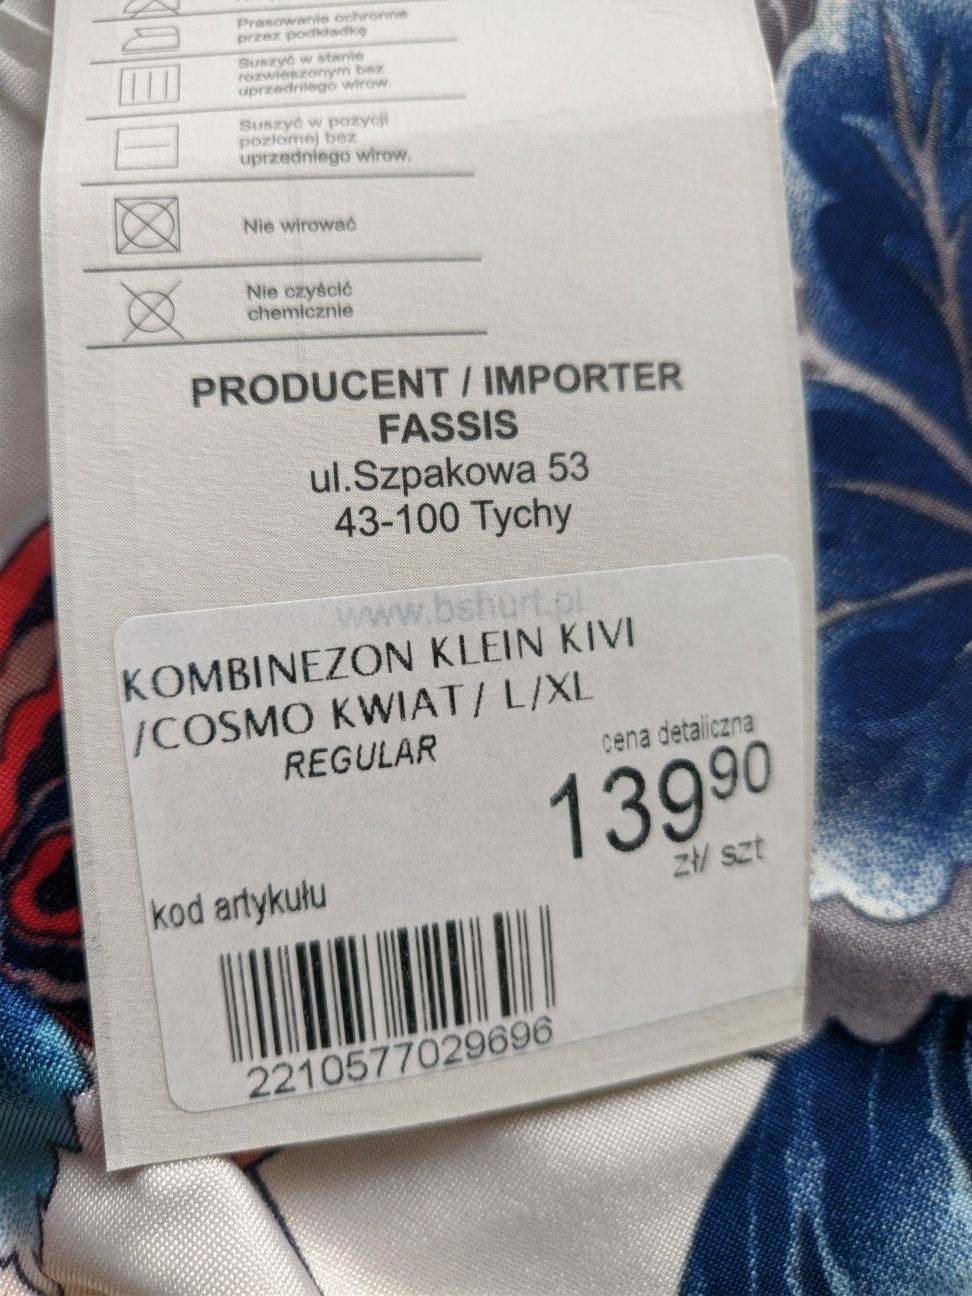 Prasowanie ochronne
przez podkładkę
Suszyć w stanie
rozwieszonym bez
uprzedniego wirow.
Suszyć w pozycji
poziomej bez
uprzedniego wirow.
Nie wirować
Nie czyścić
chemicznie
PRODUCENT / IMPORTER
FASSIS
ul.Szpakowa 53
43-100 Tychy
www.bshurt.pl
KOMBINEZON KLEIN KIVI
/COSMO KWIAT/ L/XL
REGULAR
cena detaliczna
139 90
zł/ szt
kod artykułu
2210577029696